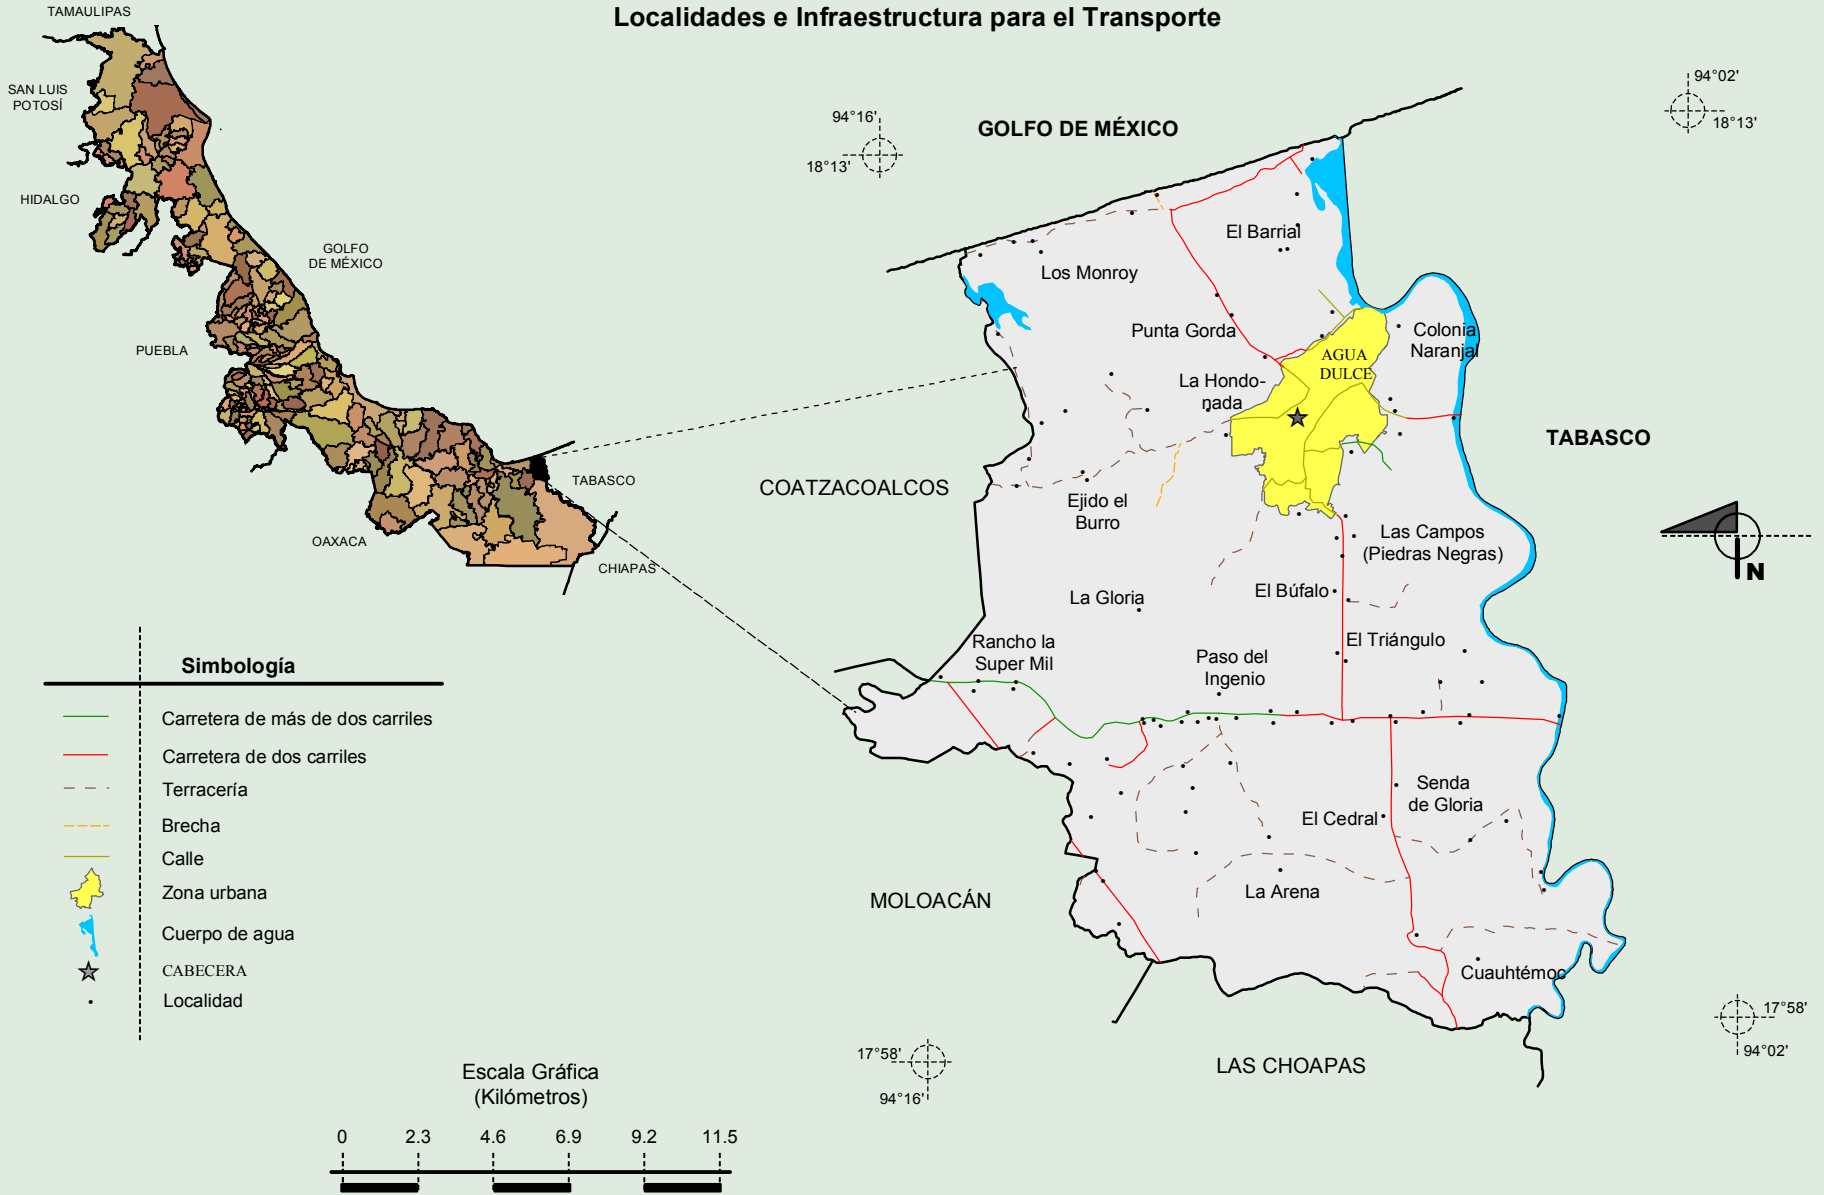 Localidades e Infraestructura para el Transporte
TAMAULIPAS
SAN LUIS
POTOSÍ
HIDALGO
GOLFO
DE MÉXICO
PUEBLA
OAXACA
TABASCO
CHIAPAS
94°16'
18°13'
94°02'
18°13'
GOLFO DE MÉXICO
El Barrial
Los Monroy
Punta Gorda
Colonia
Naranjal
AGUA
DULCE
La Hondo-
nada
TABASCO
COATZACOALCOS
Ejido el
Burro
Las Campos
(Piedras Negras)
N
La Gloria
El Búfalo
El Triángulo
Rancho la
Super Mil
Paso del
Ingenio
Senda
de Gloria
El Cedral
La Arena
MOLOACÁN
Cuauhtémoc
LAS CHOAPAS
17°58'
94°16'
17°58'
94°02'
Simbología
Carretera de más de dos carriles
Carretera de dos carriles
Terracería
Brecha
Calle
Zona urbana
Cuerpo de agua
CABECERA
Localidad
Escala Gráfica
(Kilómetros)
0 2.3 4.6 6.9 9.2 11.5